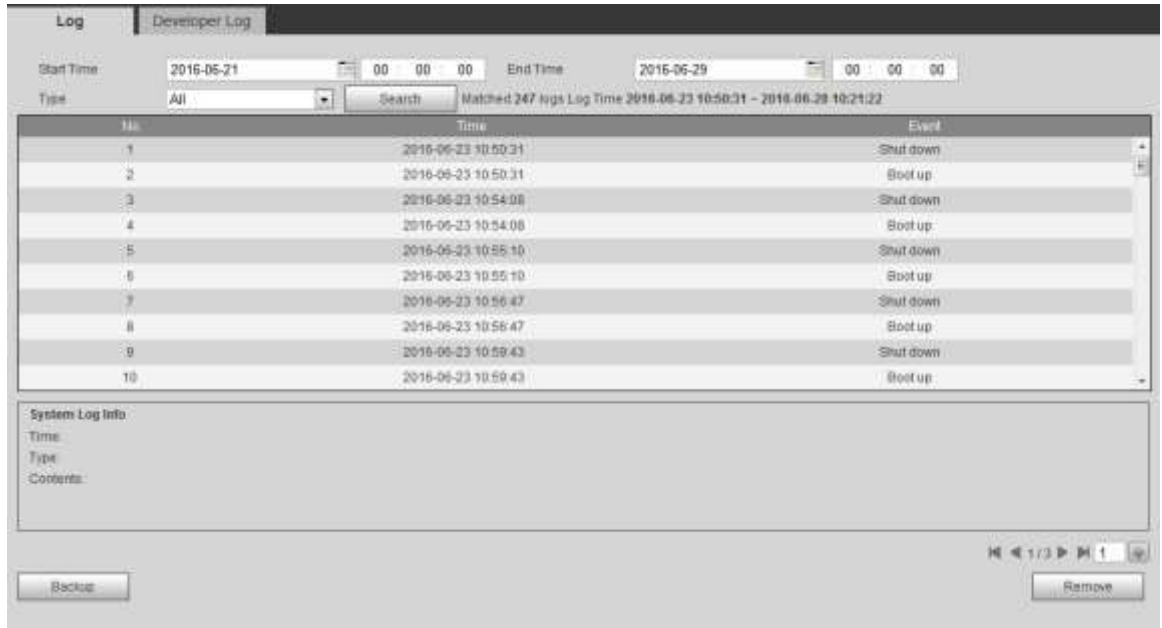 Log Developer Log
Start Time 2016-06-21 00 : 00 : 00 End Time 2016-06-29 00 : 00 : 00
Type All Search Matched 247 logs Log Time 2016-06-23 10:50:31 ~ 2016-06-28 10:21:22
No. Time Event
1 2016-06-23 10:50:31 Shut down
2 2016-06-23 10:50:31 Boot up
3 2016-06-23 10:54:08 Shut down
4 2016-06-23 10:54:08 Boot up
5 2016-06-23 10:55:10 Shut down
6 2016-06-23 10:55:10 Boot up
7 2016-06-23 10:56:47 Shut down
8 2016-06-23 10:56:47 Boot up
9 2016-06-23 10:59:43 Shut down
10 2016-06-23 10:59:43 Boot up
System Log Info
Time:
Type:
Contents:
1 / 3 1
Backup Remove